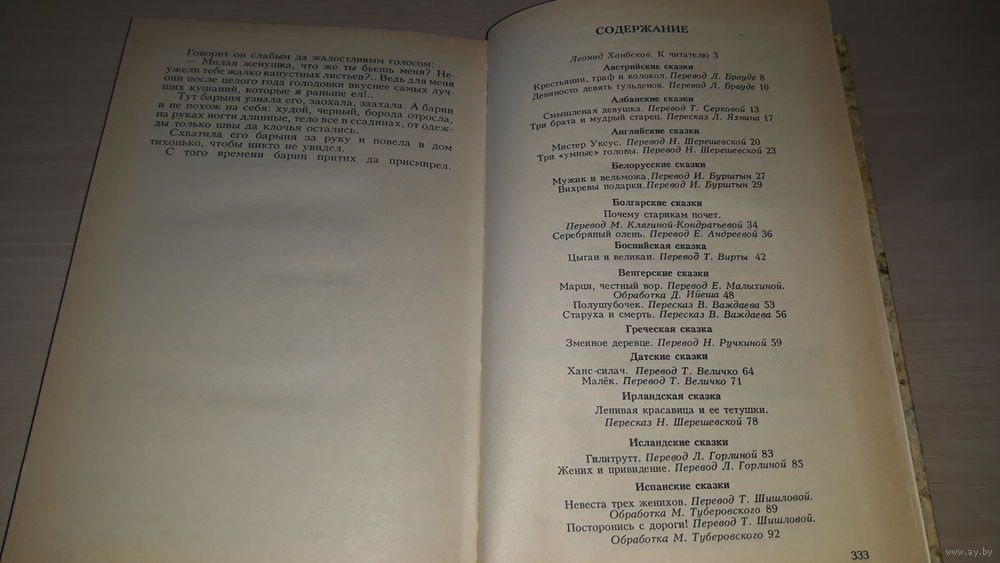 Говорит он слабым да жалостливым голосом:
— Милая женушка, что же ты бьешь меня? Не-
ужели тебе жалко капустных листьев?.. Ведь для меня
они после целого года голодовки вкуснее самых луч-
ших кушаний, которые я раньше ел!..
Тут барыня узнала его, заохала, заахала. А барин
и не похож на себя: худой, черный, борода отросла,
на руках ногти длинные, тело все в ссадинах, от одеж-
ды только швы да клочья остались.
Схватила его барыня за руку и повела в дом
тихонько, чтобы никто не увидел.
С того времени барин притих да присмирел.
СОДЕРЖАНИЕ
Леонид Ханбеков. К читателю 3
Австрийские сказки
Крестьянин, граф и колокол. Перевод Л. Брауде 8
Девяносто девять гульденов. Перевод Л. Брауде 10
Албанские сказки
Смышленая девушка. Перевод Т. Серковой 13
Три брата и мудрый старец. Пересказ Л. Яхнина 17
Английские сказки
Мистер Уксус. Перевод Н. Шерешевской 20
Три «умные» головы. Перевод Н. Шерешевской 23
Белорусские сказки
Мужик и вельможа. Перевод И. Бурштын 27
Вихревы подарки. Перевод И. Бурштын 29
Болгарские сказки
Почему старикам почет.
Перевод М. Клягиной-Кондратьевой 34
Серебряный олень. Перевод Е. Андреевой 36
Боснийская сказка
Цыган и великан. Перевод Т. Вирты 42
Венгерские сказки
Марци, честный вор. Перевод Е. Малыхиной.
Обработка Д. Ийеша 48
Полушубочек. Пересказ В. Важдаева 53
Старуха и смерть. Пересказ В. Важдаева 56
Греческая сказка
Змеиное деревце. Перевод Н. Ручкиной 59
Датские сказки
Ханс-силач. Перевод Т. Величко 64
Малёк. Перевод Т. Величко 71
Ирландская сказка
Ленивая красавица и ее тетушки.
Пересказ Н. Шерешевской 78
Исландские сказки
Гилитрутт. Перевод Л. Горлиной 83
Жених и привидение. Перевод Л. Горлиной 85
Испанские сказки
Невеста трех женихов. Перевод Т. Шишловой.
Обработка М. Туберовского 89
Посторонись с дороги! Перевод Т. Шишловой.
Обработка М. Туберовского 92
333
www.ay.by